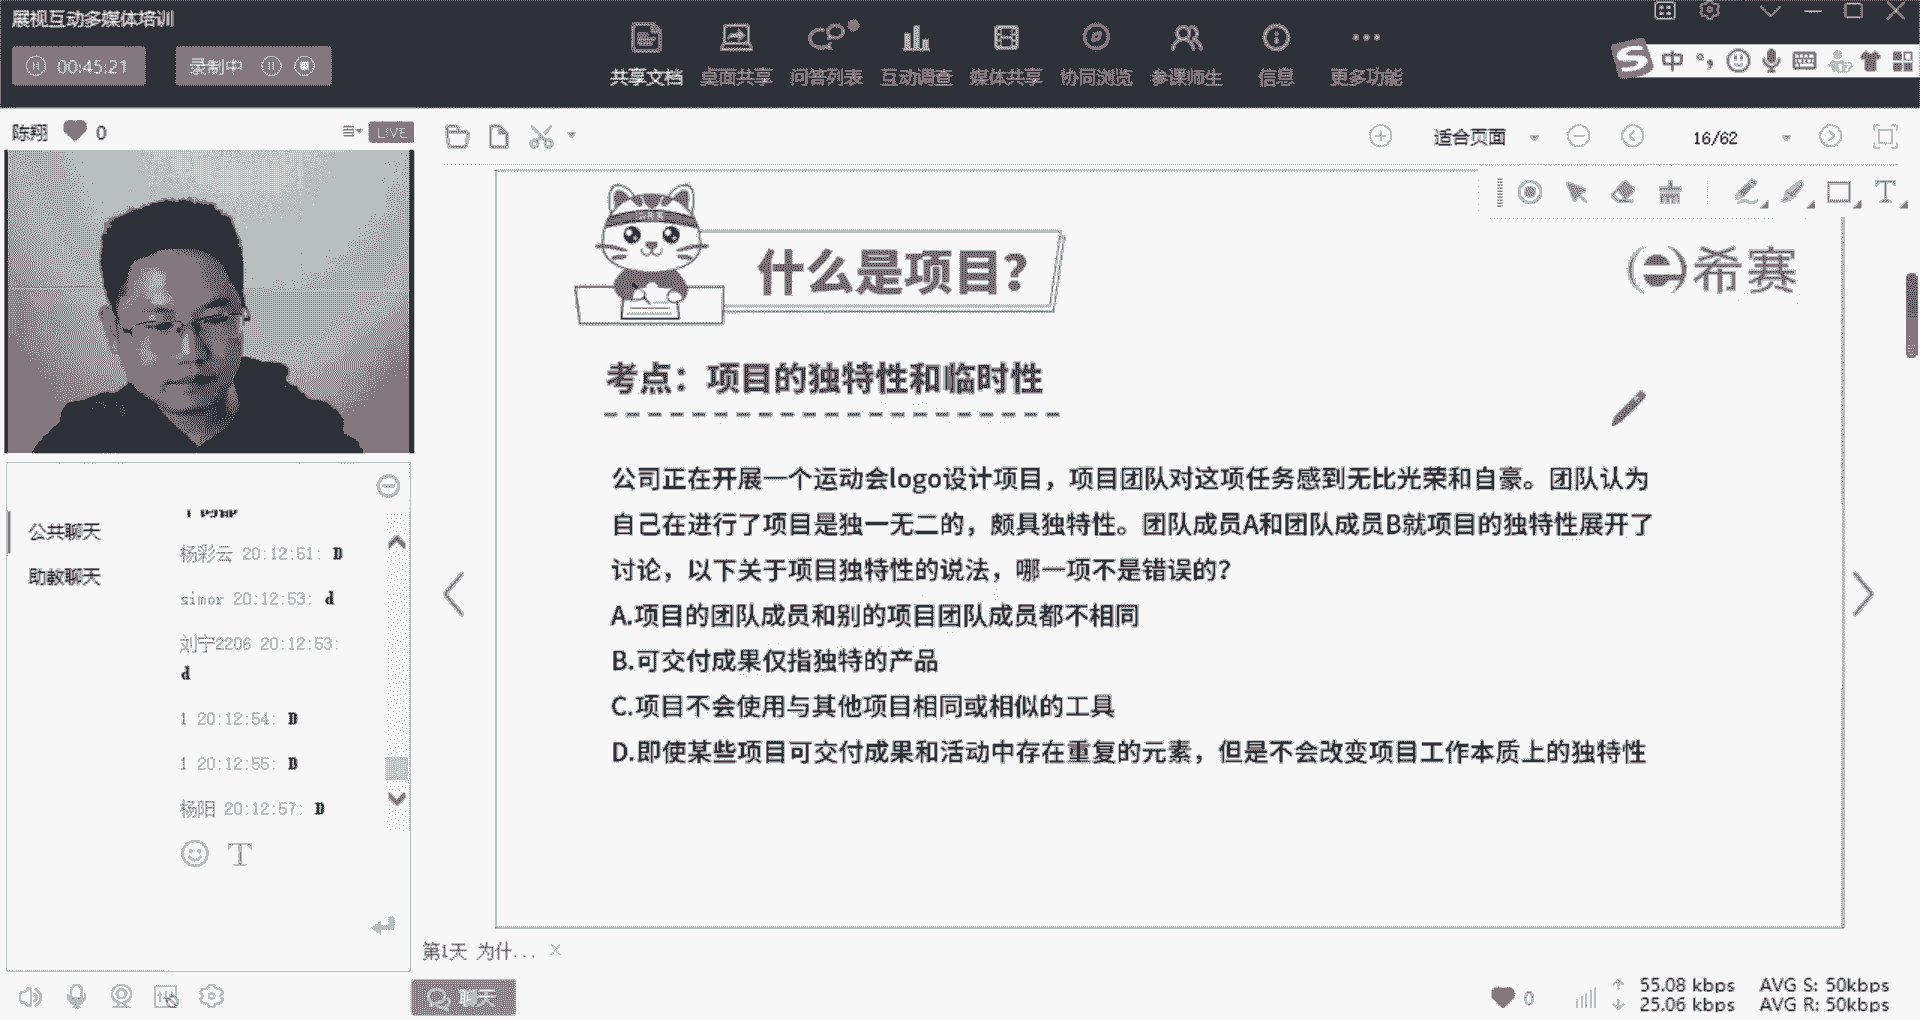 展视互动多媒体培训
00:45:21
录制中
共享文档 桌面共享 问答列表 互动调查 媒体共享 协同浏览 参课师生 信息 更多功能
中
陈翔 0
LIVE
适合页面
16/62
什么是项目?
希赛
考点：项目的独特性和临时性
公司正在开展一个运动会logo设计项目，项目团队对这项任务感到无比光荣和自豪。团队认为
自己在进行了项目是独一无二的，颇具独特性。团队成员A和团队成员B就项目的独特性展开了
讨论，以下关于项目独特性的说法，哪一项不是错误的?
A.项目的团队成员和别的项目团队成员都不相同
B.可交付成果仅指独特的产品
C.项目不会使用与其他项目相同或相似的工具
D.即使某些项目可交付成果和活动中存在重复的元素，但是不会改变项目工作本质上的独特性
公共聊天
助教聊天
杨彩云 20:12:51: D
simor 20:12:53: d
刘宁2206 20:12:53:
d
1 20:12:54: D
1 20:12:55: D
杨阳 20:12:57: D
第1天 为什...
聊天
0
55.08 kbps AVG S: 50kbps
25.06 kbps AVG R: 50kbps